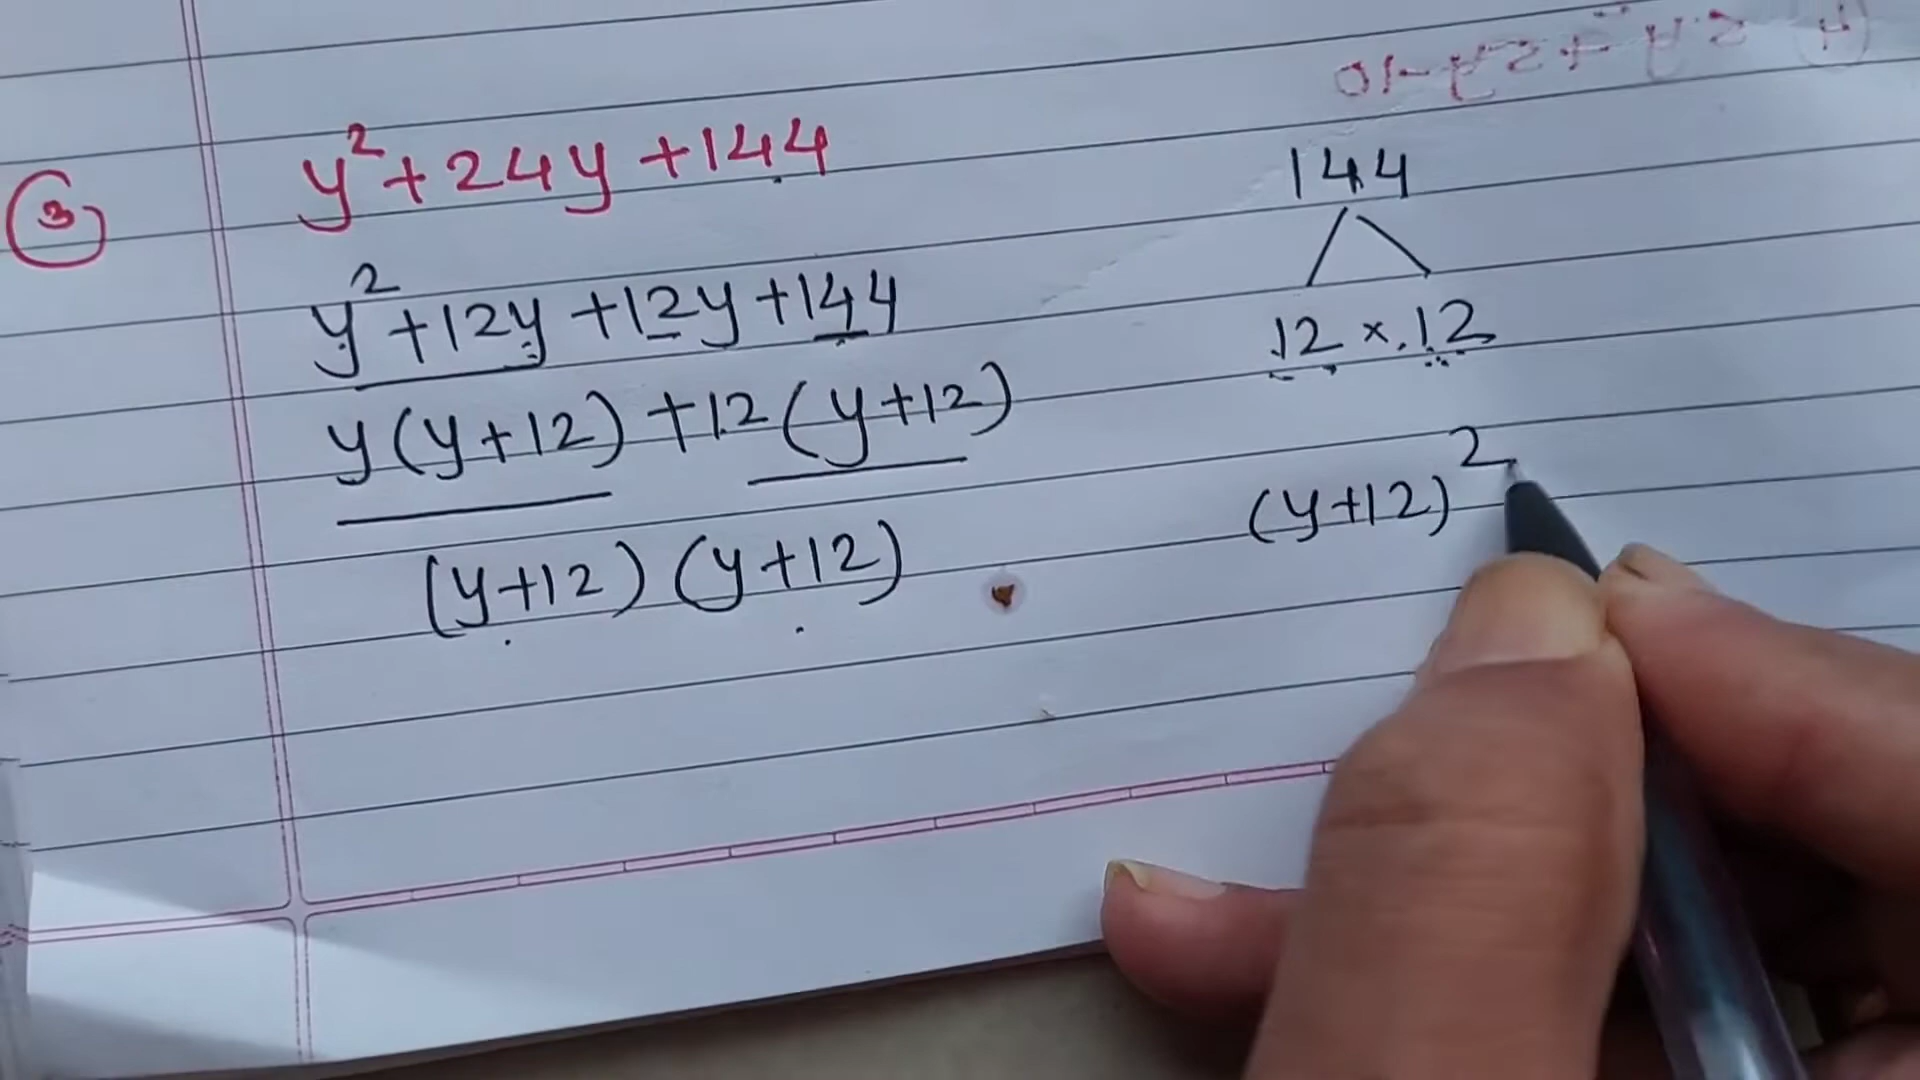 ③ y² + 24y + 144
y² + 12y + 12y + 144
y(y+12) + 12(y+12)
(y+12) (y+12)
144
12 × 12
(y+12)²